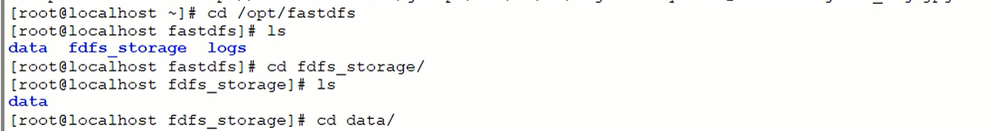 [root@localhost ~]# cd /opt/fastdfs
[root@localhost fastdfs]# ls
data  fdfs_storage  logs
[root@localhost fastdfs]# cd fdfs_storage/
[root@localhost fdfs_storage]# ls
data
[root@localhost fdfs_storage]# cd data/